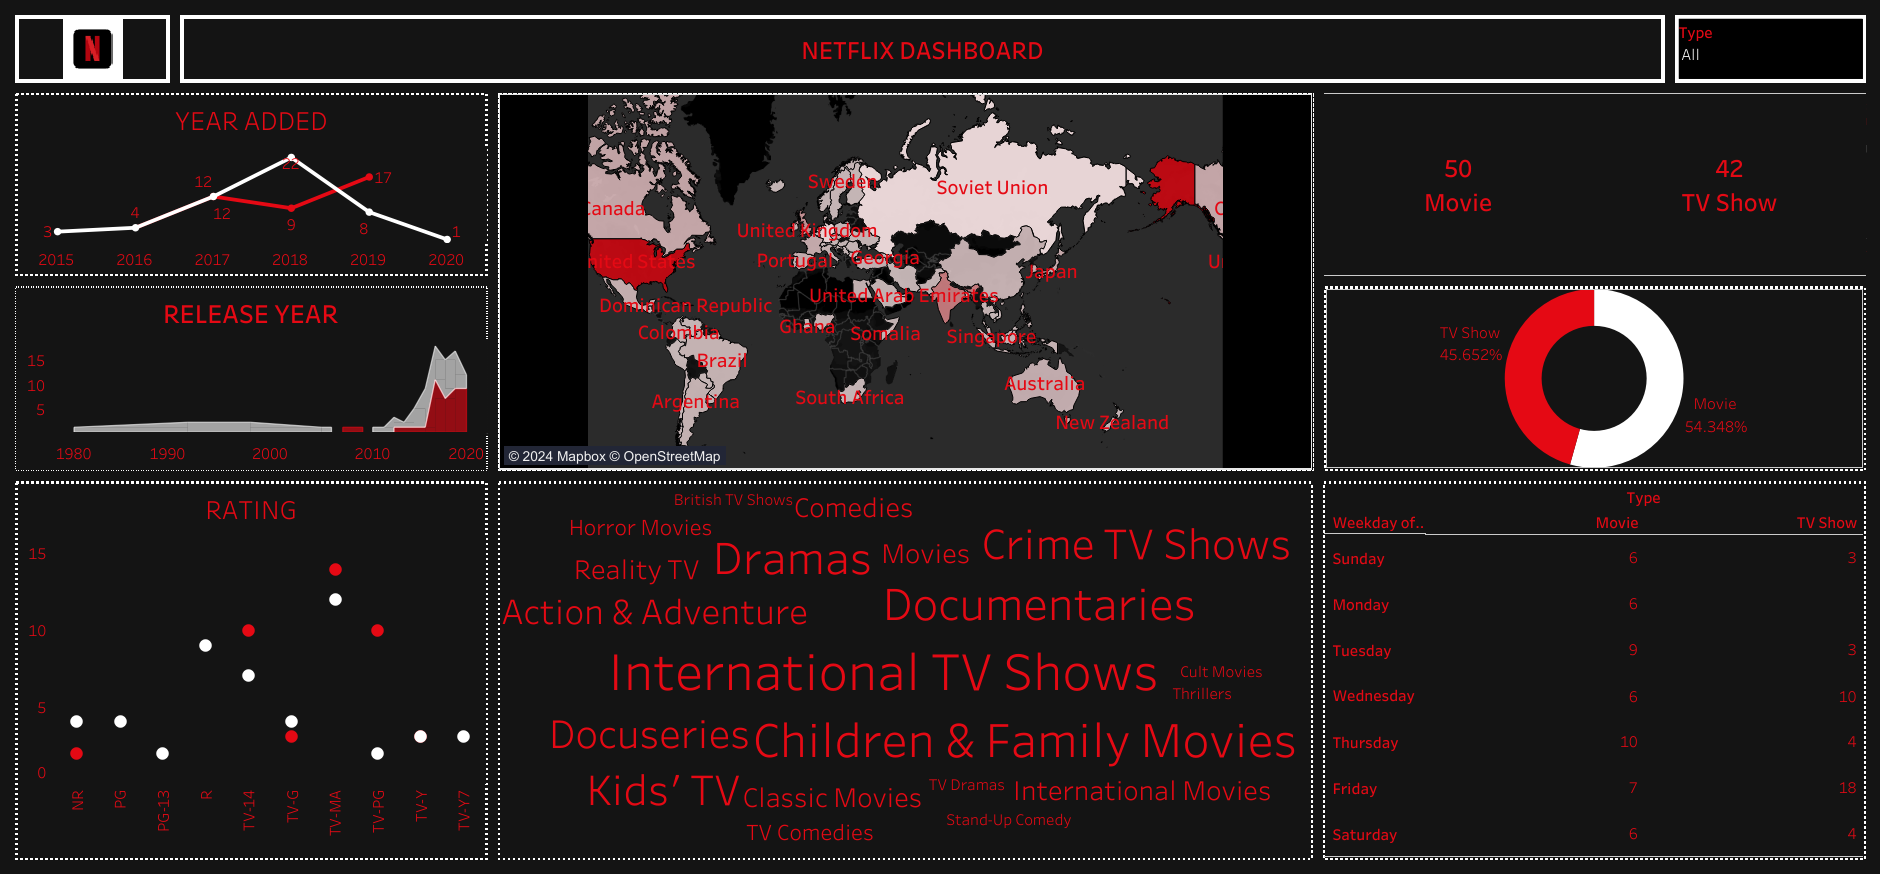 N
NETFLIX DASHBOARD
Type
All
YEAR ADDED
3
4
12
12
22
9
17
8
1
2015 2016 2017 2018 2019 2020
RELEASE YEAR
15
10
5
1980 1990 2000 2010 2020
RATING
15
10
5
0
NR PG PG-13 R TV-14 TV-G TV-MA TV-PG TV-Y TV-Y7
Sweden
Soviet Union
Canada
United Kingdom
Portugal
Georgia
nited States
Japan
United Arab Emirates
Dominican Republic
Ghana
Colombia
Somalia
Singapore
Brazil
Australia
Argentina
South Africa
New Zealand
C
U
© 2024 Mapbox © OpenStreetMap
British TV Shows
Comedies
Horror Movies
Reality TV
Dramas
Movies
Crime TV Shows
Action & Adventure
Documentaries
International TV Shows
Cult Movies
Thrillers
Docuseries
Children & Family Movies
Kids’ TV
Classic Movies
TV Dramas
International Movies
Stand-Up Comedy
TV Comedies
50
Movie
42
TV Show
TV Show
45.652%
Movie
54.348%
Type
Weekday of.. Movie TV Show
Sunday 6 3
Monday 6
Tuesday 9 3
Wednesday 6 10
Thursday 10 4
Friday 7 18
Saturday 6 4